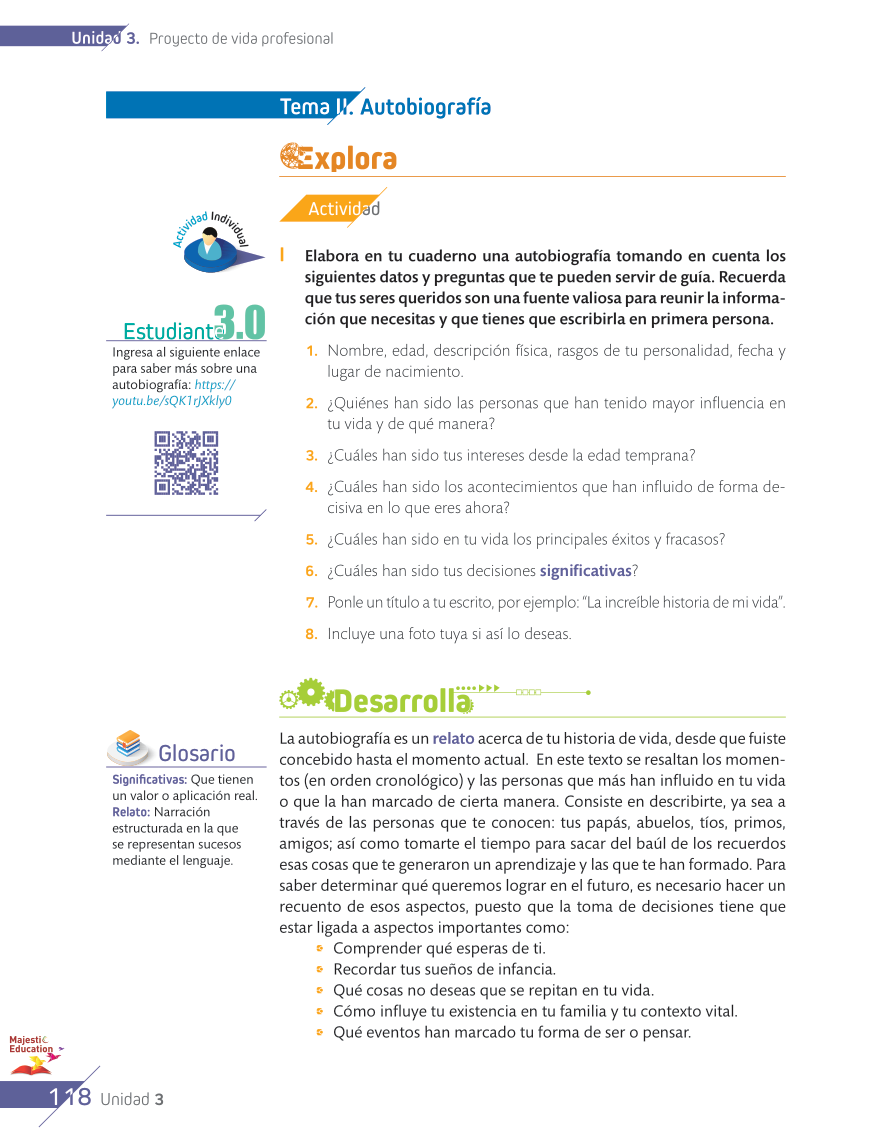 Unidad 3. Proyecto de vida profesional
Tema II. Autobiografía
Explora
Actividad
Actividad Individual
I Elabora en tu cuaderno una autobiografía tomando en cuenta los
siguientes datos y preguntas que te pueden servir de guía. Recuerda
que tus seres queridos son una fuente valiosa para reunir la informa-
ción que necesitas y que tienes que escribirla en primera persona.
1. Nombre, edad, descripción física, rasgos de tu personalidad, fecha y
lugar de nacimiento.
2. ¿Quiénes han sido las personas que han tenido mayor influencia en
tu vida y de qué manera?
3. ¿Cuáles han sido tus intereses desde la edad temprana?
4. ¿Cuáles han sido los acontecimientos que han influido de forma de-
cisiva en lo que eres ahora?
5. ¿Cuáles han sido en tu vida los principales éxitos y fracasos?
6. ¿Cuáles han sido tus decisiones significativas?
7. Ponle un título a tu escrito, por ejemplo: “La increíble historia de mi vida”.
8. Incluye una foto tuya si así lo deseas.
Estudiante 3.0
Ingresa al siguiente enlace
para saber más sobre una
autobiografía: https://
youtu.be/sQK1rJXkly0
Desarrolla
La autobiografía es un relato acerca de tu historia de vida, desde que fuiste
concebido hasta el momento actual. En este texto se resaltan los momen-
tos (en orden cronológico) y las personas que más han influido en tu vida
o que la han marcado de cierta manera. Consiste en describirte, ya sea a
través de las personas que te conocen: tus papás, abuelos, tíos, primos,
amigos; así como tomarte el tiempo para sacar del baúl de los recuerdos
esas cosas que te generaron un aprendizaje y las que te han formado. Para
saber determinar qué queremos lograr en el futuro, es necesario hacer un
recuento de esos aspectos, puesto que la toma de decisiones tiene que
estar ligada a aspectos importantes como:
Comprender qué esperas de ti.
Recordar tus sueños de infancia.
Qué cosas no deseas que se repitan en tu vida.
Cómo influye tu existencia en tu familia y tu contexto vital.
Qué eventos han marcado tu forma de ser o pensar.
Glosario
Significativas: Que tienen
un valor o aplicación real.
Relato: Narración
estructurada en la que
se representan sucesos
mediante el lenguaje.
Majestic
Education
118 Unidad 3